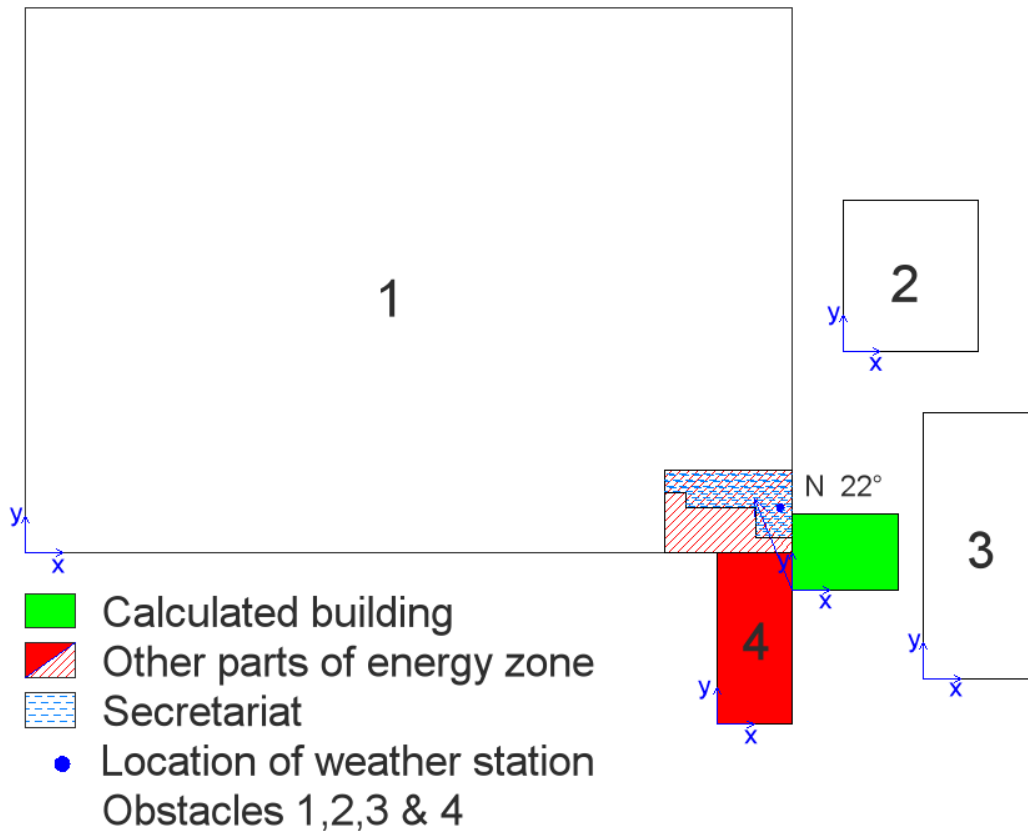 1
2
y
x
N 22°
y
x
3
y
x
y
x
4
y
x
y
x
Calculated building
Other parts of energy zone
Secretariat
Location of weather station
Obstacles 1,2,3 & 4